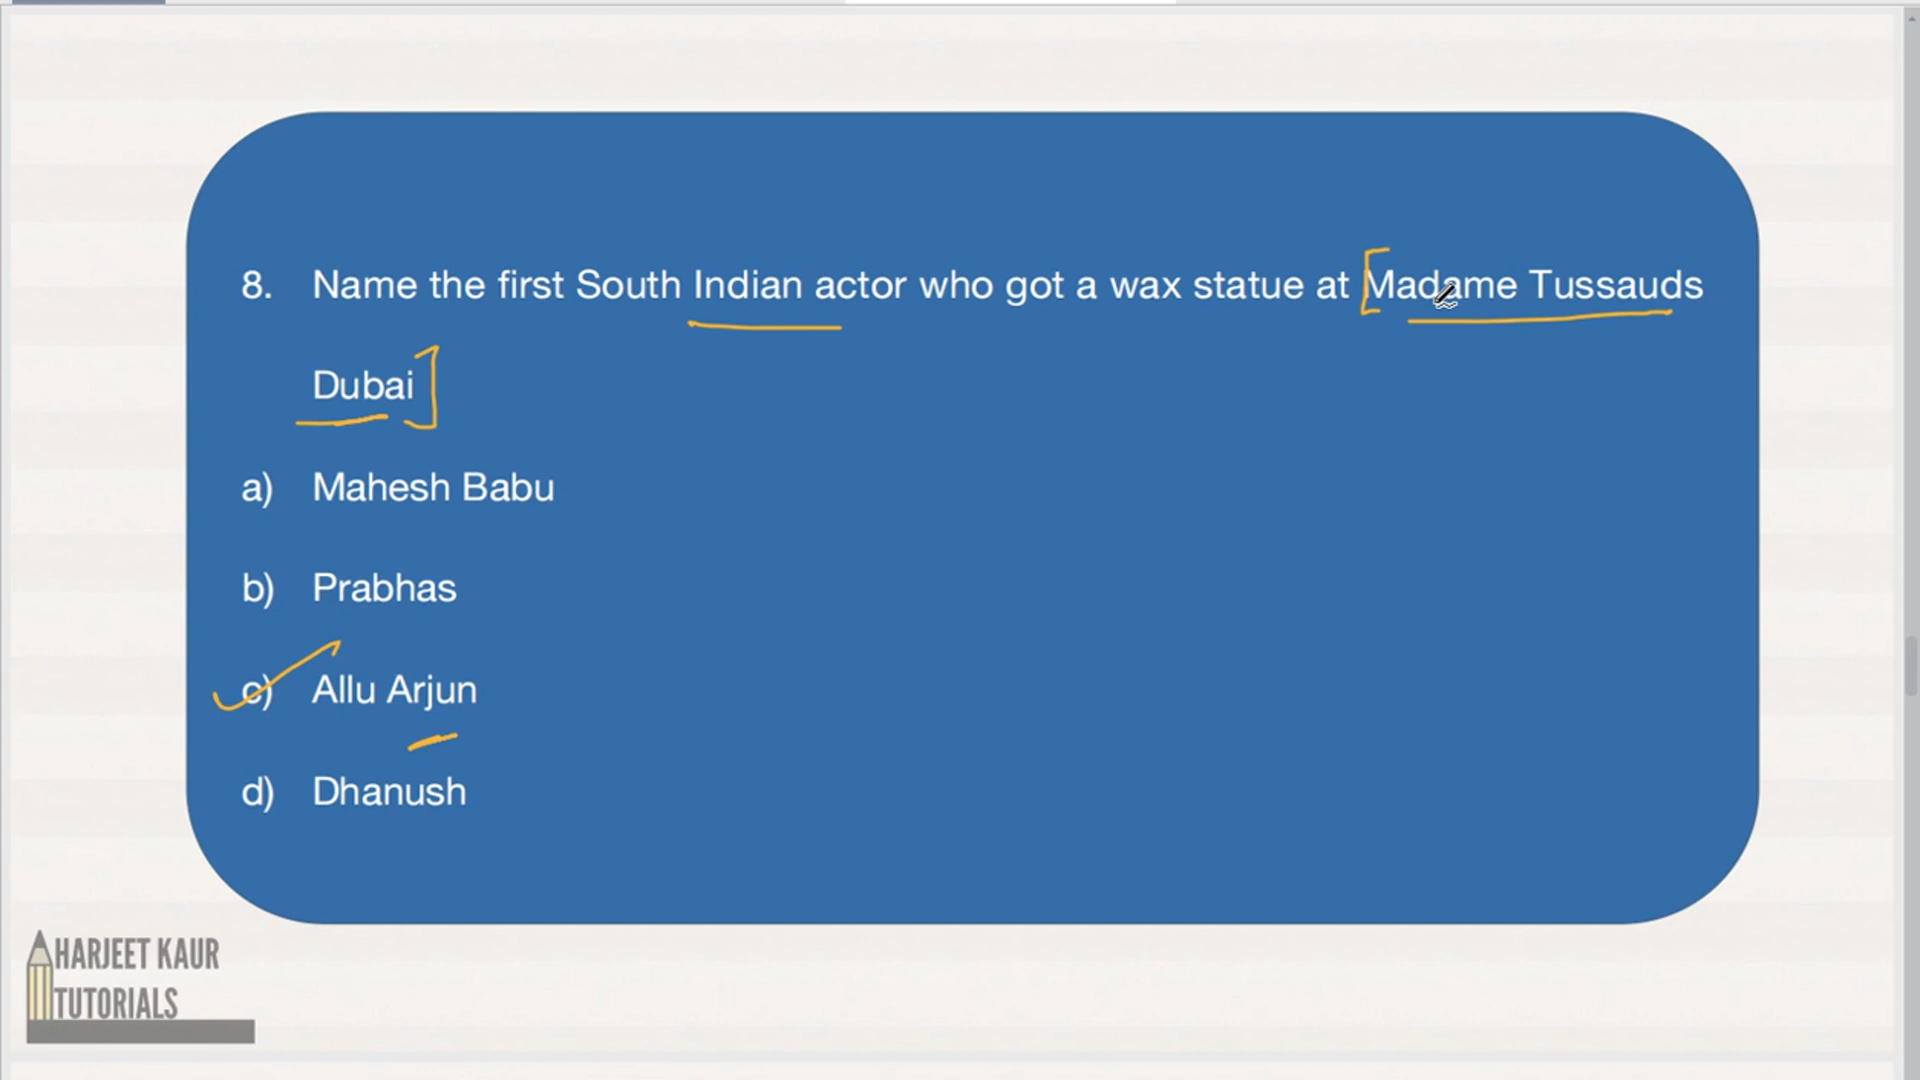 8. Name the first South Indian actor who got a wax statue at Madame Tussauds
Dubai
a) Mahesh Babu
b) Prabhas
c) Allu Arjun
d) Dhanush
HARJEET KAUR
TUTORIALS